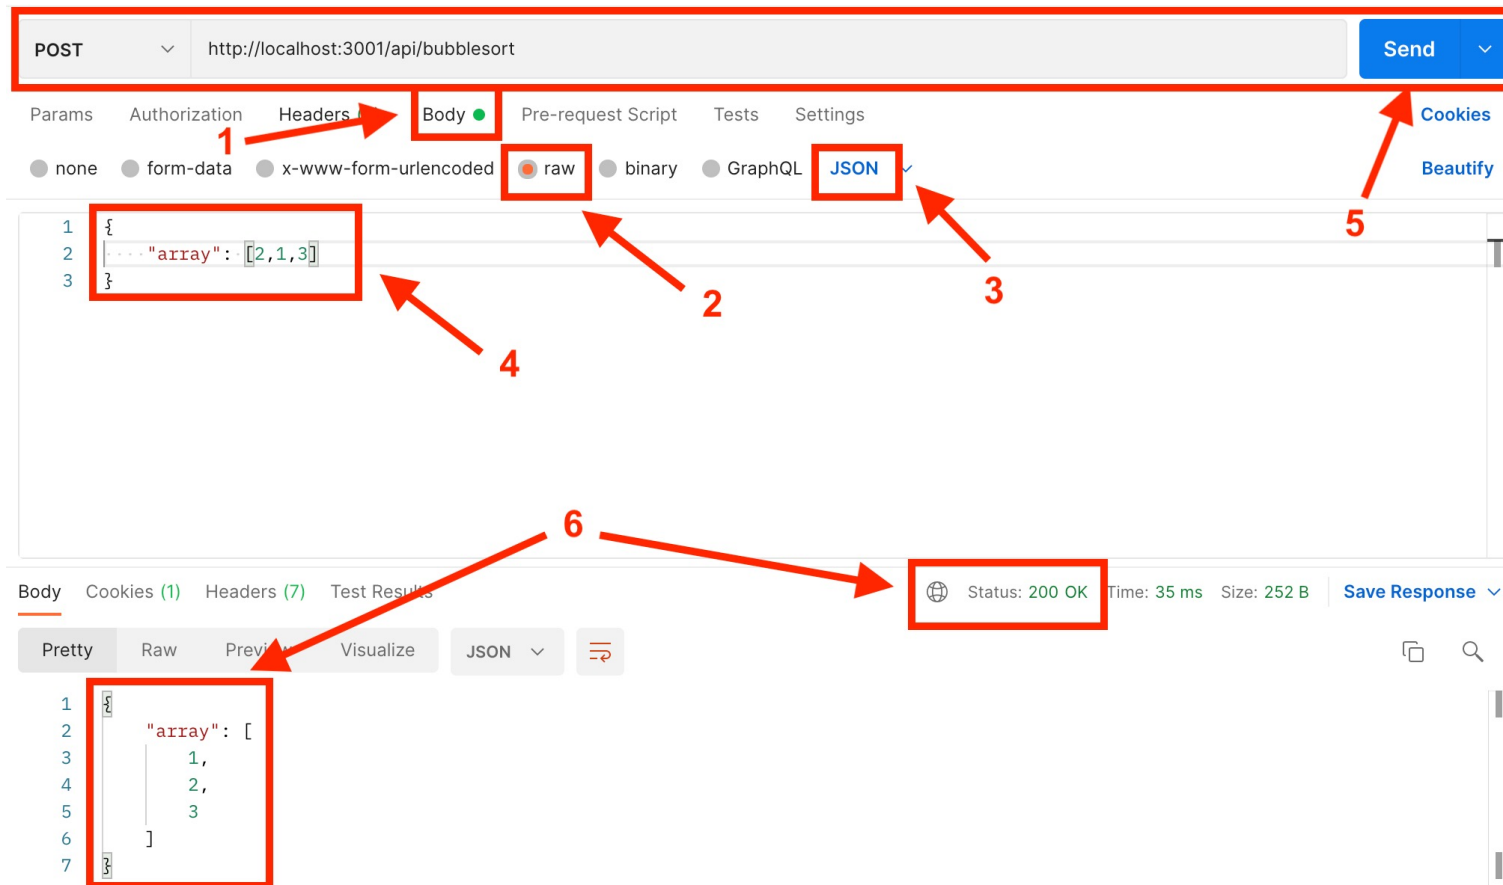 POST http://localhost:3001/api/bubblesort Send
Params Authorization Headers Body Pre-request Script Tests Settings Cookies
1
none form-data x-www-form-urlencoded raw binary GraphQL JSON Beautify
5
1 {
2 "array": [2,1,3]
3 }
2
3
4
6
Body Cookies (1) Headers (7) Test Results Status: 200 OK Time: 35 ms Size: 252 B Save Response
Pretty Raw Preview Visualize JSON
1 {
2 "array": [
3 1,
4 2,
5 3
6 ]
7 }